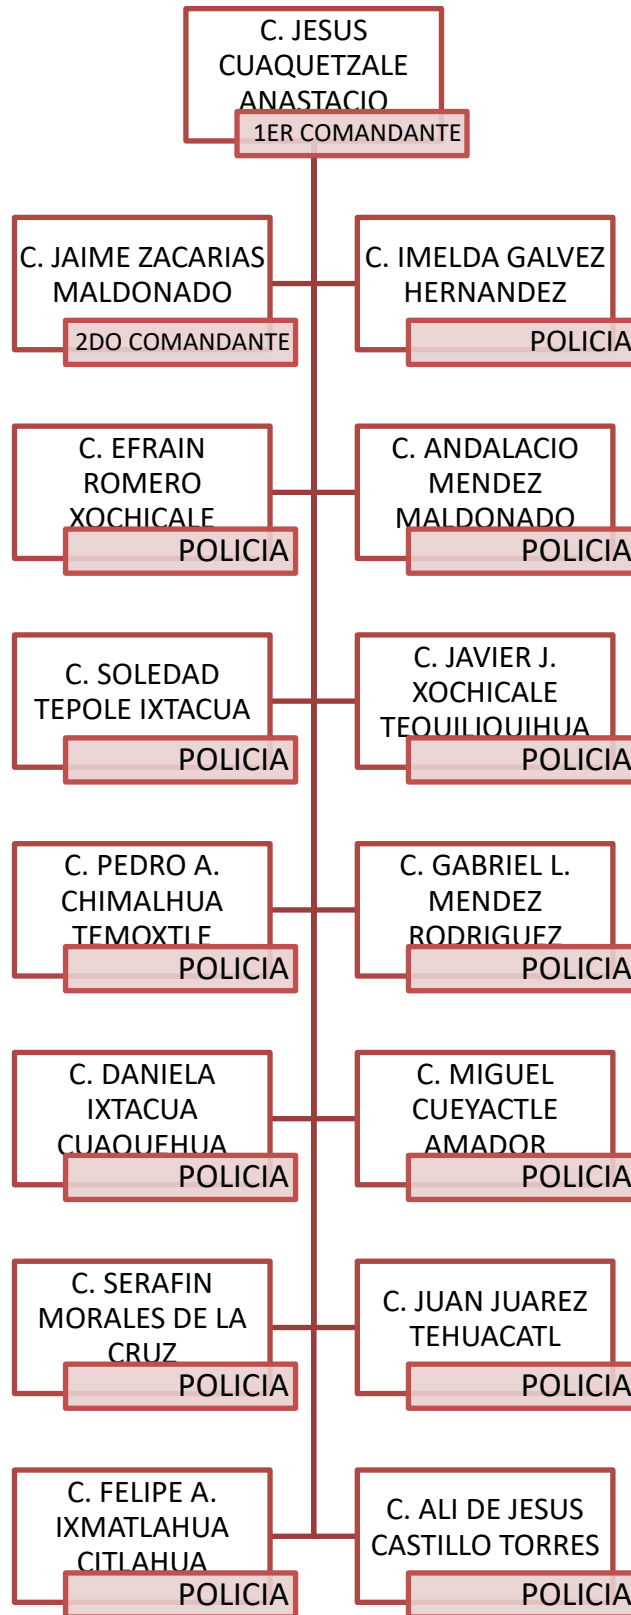 C. JESUS
CUAQUETZALE
ANASTACIO
1ER COMANDANTE
C. JAIME ZACARIAS
MALDONADO
2DO COMANDANTE
C. IMELDA GALVEZ
HERNANDEZ
POLICIA
C. EFRAIN
ROMERO
XOCHICALE
POLICIA
C. ANDALACIO
MENDEZ
MALDONADO
POLICIA
C. SOLEDAD
TEPOLE IXTACUA
POLICIA
C. JAVIER J.
XOCHICALE
TEQUILIQUIHUA
POLICIA
C. PEDRO A.
CHIMALHUA
TEMOXTLE
POLICIA
C. GABRIEL L.
MENDEZ
RODRIGUEZ
POLICIA
C. DANIELA
IXTACUA
CUAQUEHUA
POLICIA
C. MIGUEL
CUEYACTLE
AMADOR
POLICIA
C. SERAFIN
MORALES DE LA
CRUZ
POLICIA
C. JUAN JUAREZ
TEHUACATL
POLICIA
C. FELIPE A.
IXMATLAHUA
CITLAHUA
POLICIA
C. ALI DE JESUS
CASTILLO TORRES
POLICIA